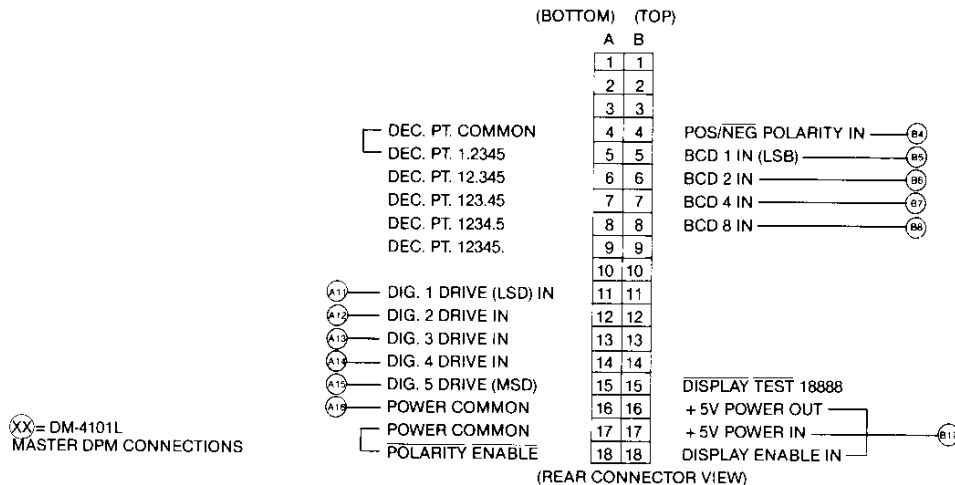 (BOTTOM) (TOP)
A B
1 1
2 2
3 3
DEC. PT. COMMON 4 4 POS/NEG POLARITY IN B4
DEC. PT. 1.2345 5 5 BCD 1 IN (LSB) B5
DEC. PT. 12.345 6 6 BCD 2 IN B6
DEC. PT. 123.45 7 7 BCD 4 IN B7
DEC. PT. 1234.5 8 8 BCD 8 IN B8
DEC. PT. 12345. 9 9
10 10
A11 DIG. 1 DRIVE (LSD) IN 11 11
A12 DIG. 2 DRIVE IN 12 12
A13 DIG. 3 DRIVE IN 13 13
A14 DIG. 4 DRIVE IN 14 14
A15 DIG. 5 DRIVE (MSD) 15 15 DISPLAY TEST 18888
A16 POWER COMMON 16 16 + 5V POWER OUT
XX = DM-4101L POWER COMMON 17 17 + 5V POWER IN
MASTER DPM CONNECTIONS POLARITY ENABLE 18 18 DISPLAY ENABLE IN
(REAR CONNECTOR VIEW)